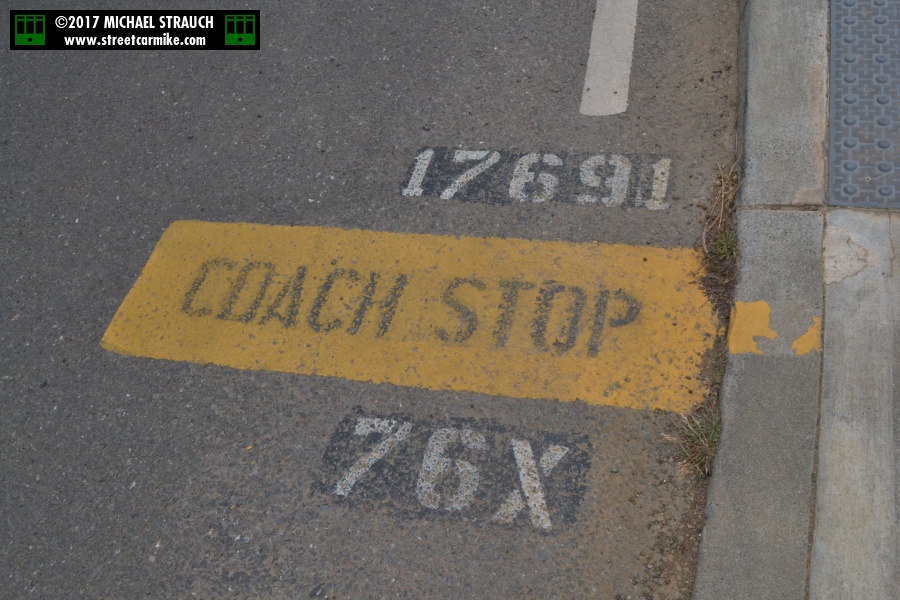 ©2017 MICHAEL STRAUCH
www.streetcarmike.com
17691
COACH STOP
76X